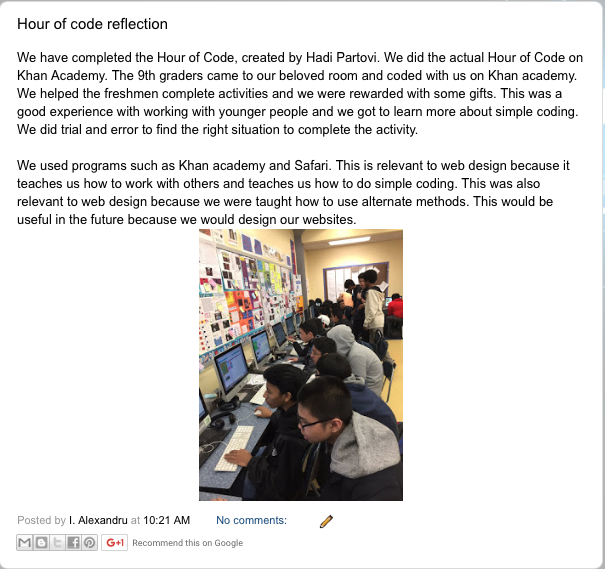 Hour of code reflection
We have completed the Hour of Code, created by Hadi Partovi. We did the actual Hour of Code on
Khan Academy. The 9th graders came to our beloved room and coded with us on Khan academy.
We helped the freshmen complete activities and we were rewarded with some gifts. This was a
good experience with working with younger people and we got to learn more about simple coding.
We did trial and error to find the right situation to complete the activity.
We used programs such as Khan academy and Safari. This is relevant to web design because it
teaches us how to work with others and teaches us how to do simple coding. This was also
relevant to web design because we were taught how to use alternate methods. This would be
useful in the future because we would design our websites.
Posted by I. Alexandru at 10:21 AM No comments:
G+1 Recommend this on Google